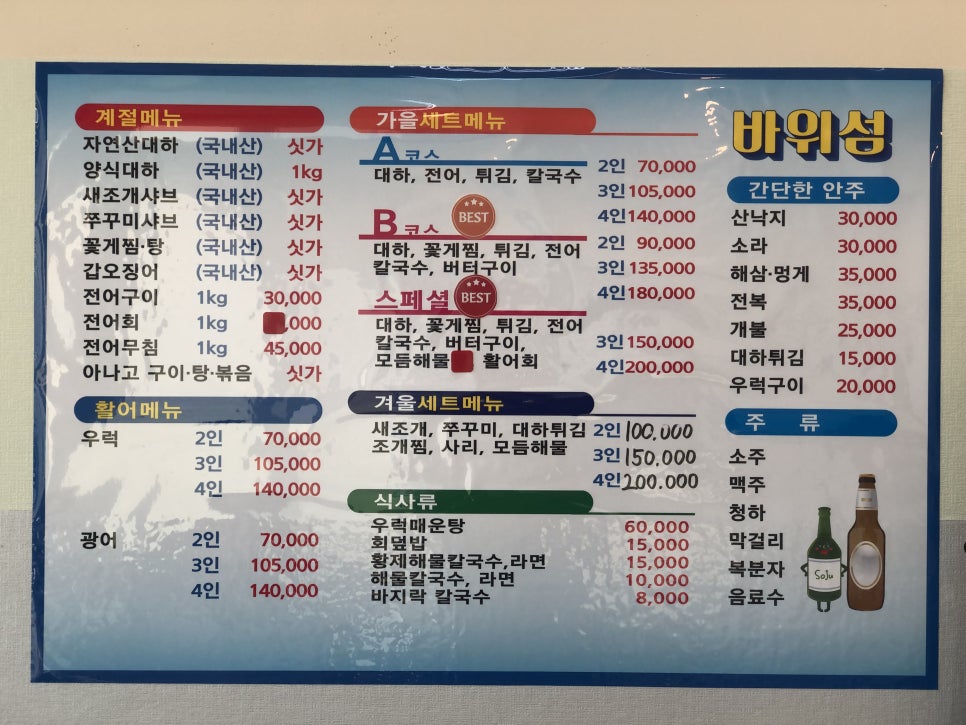 계절메뉴
자연산대하 (국내산) 싯가
양식대하 (국내산) 1kg
새조개샤브 (국내산) 싯가
쭈꾸미샤브 (국내산) 싯가
꽃게찜·탕 (국내산) 싯가
갑오징어 (국내산) 싯가
전어구이 1kg 30,000
전어회 1kg ,000
전어무침 1kg 45,000
아나고 구이·탕·볶음 싯가
활어메뉴
우럭 2인 70,000
3인 105,000
4인 140,000
광어 2인 70,000
3인 105,000
4인 140,000
가을세트메뉴
A코스
대하, 전어, 튀김, 칼국수
2인 70,000
3인 105,000
4인 140,000
B코스 BEST
대하, 꽃게찜, 튀김, 전어
칼국수, 버터구이
2인 90,000
3인 135,000
4인 180,000
스페셜 BEST
대하, 꽃게찜, 튀김, 전어
칼국수, 버터구이,
모듬해물 활어회
3인 150,000
4인 200,000
겨울세트메뉴
새조개, 쭈꾸미, 대하튀김
조개찜, 사리, 모듬해물
2인 100.000
3인 150.000
4인 200.000
식사류
우럭매운탕 60,000
회덮밥 15,000
황제해물칼국수,라면 15,000
해물칼국수, 라면 10,000
바지락 칼국수 8,000
바위섬
간단한 안주
산낙지 30,000
소라 30,000
해삼·멍게 35,000
전복 35,000
개불 25,000
대하튀김 15,000
우럭구이 20,000
주 류
소주
맥주
청하
막걸리
복분자
음료수
Soju